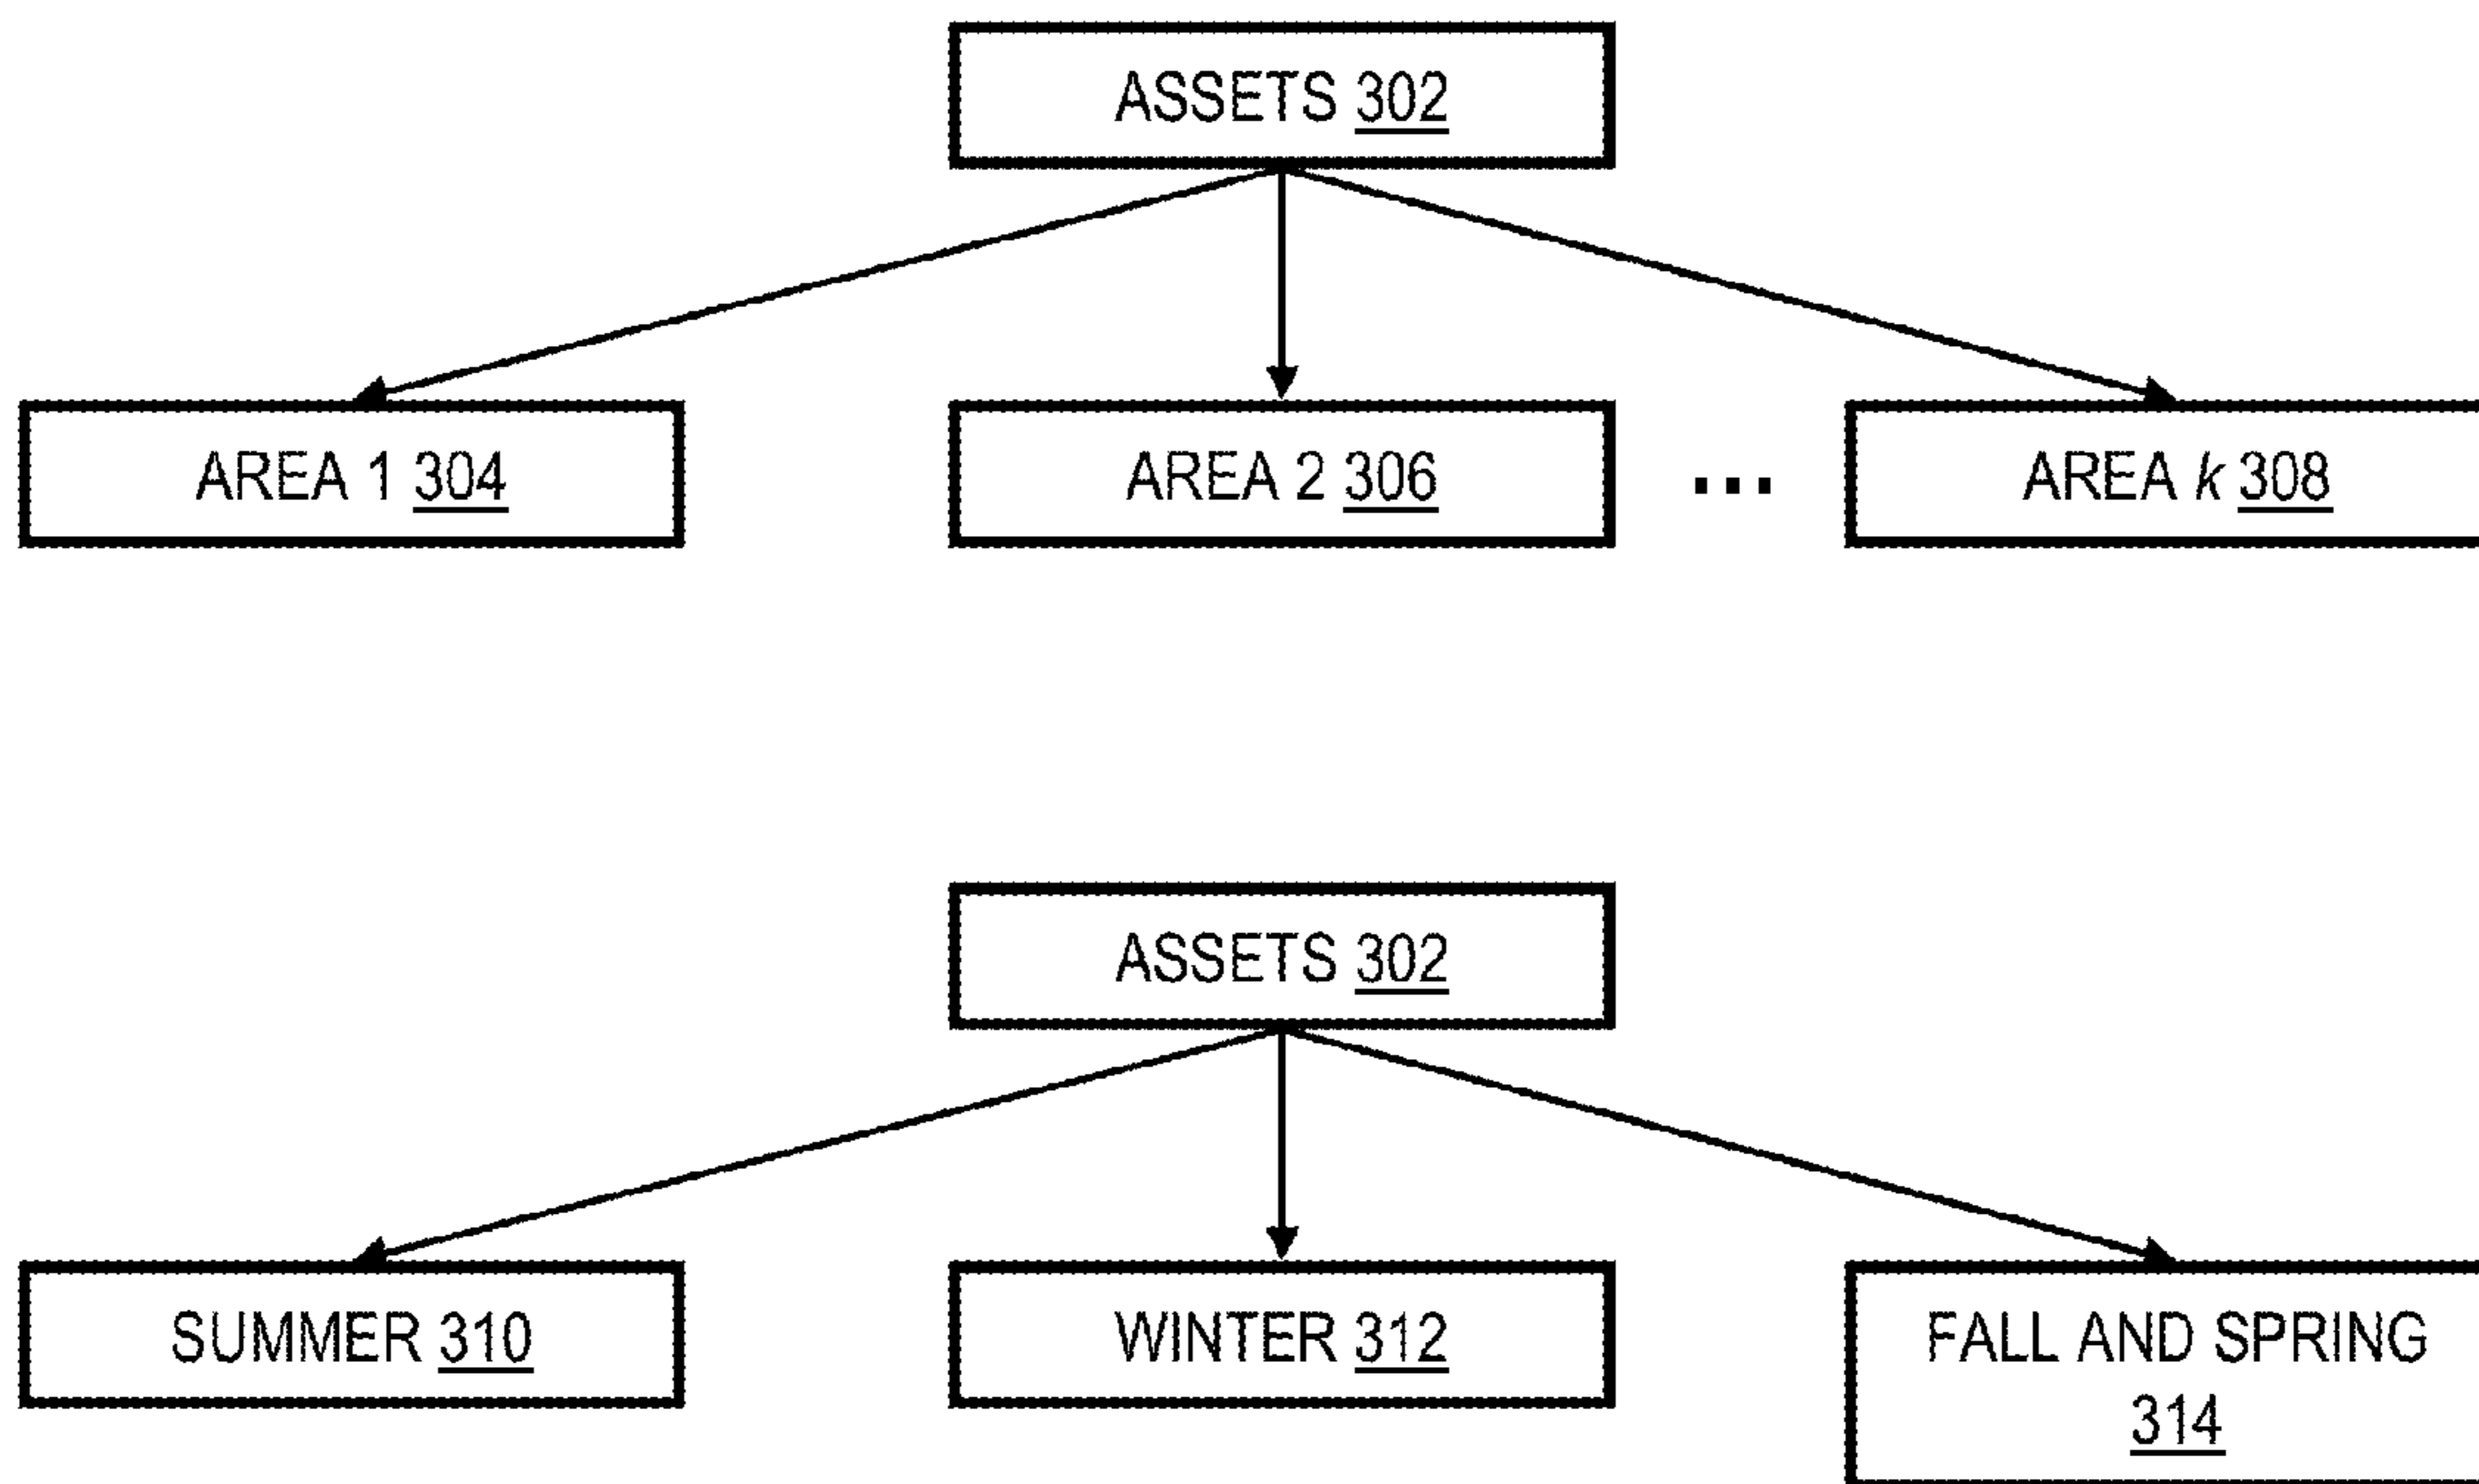 ASSETS 302
AREA 1 304
AREA 2 306
...
AREA k 308
ASSETS 302
SUMMER 310
WINTER 312
FALL AND SPRING
314